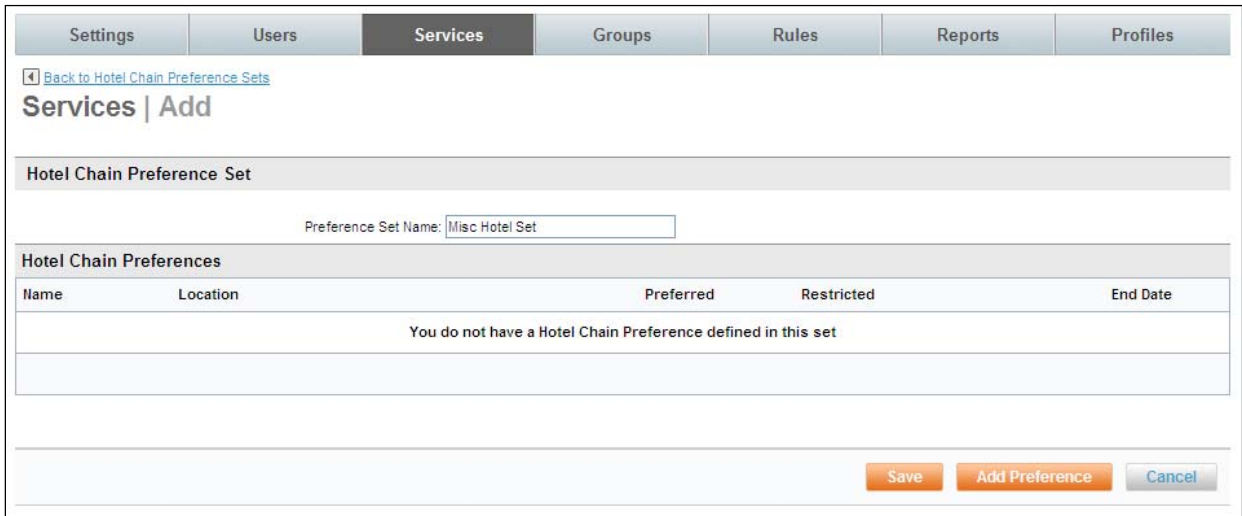 Settings Users Services Groups Rules Reports Profiles
Back to Hotel Chain Preference Sets
Services | Add
Hotel Chain Preference Set
Preference Set Name: Misc Hotel Set
Hotel Chain Preferences
Name Location Preferred Restricted End Date
You do not have a Hotel Chain Preference defined in this set
Save Add Preference Cancel